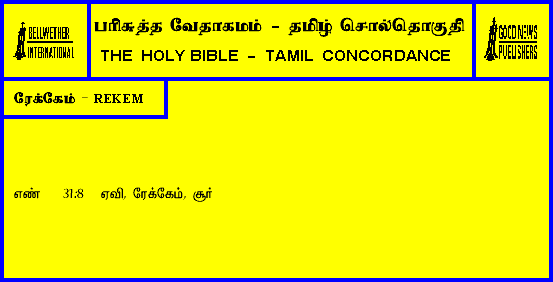 BELLWETHER
INTERNATIONAL
பரிசுத்த வேதாகமம் - தமிழ் சொல்தொகுதி
THE HOLY BIBLE - TAMIL CONCORDANCE
GOOD NEWS
PUBLISHERS
ரேக்கேம் - REKEM
எண் 31:8 ஏவி, ரேக்கேம், சூர்